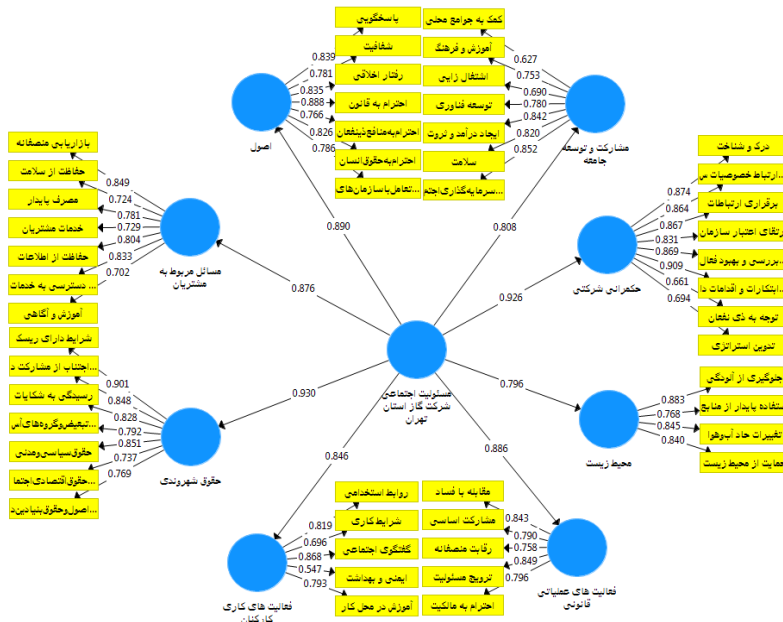 پاسخگویی
شفافیت
رفتار اخلاقی
احترام به قانون
احترام‌به‌منافع‌ذینفعان
احترام‌به‌حقوق‌انسان
...تعامل‌با‌سازمان‌های
0.839
0.781
0.835
0.888
0.766
0.826
0.786
اصول
کمک به جوامع محلی
آموزش و فرهنگ
اشتغال زایی
توسعه فناوری
ایجاد درآمد و ثروت
سلامت
...سرمایه‌گذاری‌اجتم
0.627
0.753
0.690
0.780
0.842
0.820
0.852
مشارکت و توسعه
جامعه
درک و شناخت
...ارتباط خصوصیات س
برقراری ارتباطات
ارتقای اعتبار سازمان
...بررسی و بهبود فعال
...ابتکارات و اقدامات دا
توجه به ذی نفعان
تدوین استراتژی
0.874
0.864
0.867
0.831
0.869
0.909
0.661
0.694
حکمرانی شرکتی
بازاریابی منصفانه
حفاظت از سلامت
مصرف پایدار
خدمات مشتریان
حفاظت از اطلاعات
... دسترسی به خدمات
آموزش و آگاهی
0.849
0.724
0.781
0.729
0.804
0.833
0.702
مسائل مربوط به
مشتریان
0.890
0.808
0.876
0.926
0.930
0.796
0.846
0.886
مسئولیت اجتماعی
شرکت گاز استان
تهران
شرایط دارای ریسک
...اجتناب از مشارکت د
رسیدگی به شکایات
...تبعیض‌وگروه‌های‌آس
حقوق‌سیاسی‌و‌مدنی
...حقوق‌اقتصادی‌اجتما
...اصول‌وحقوق‌بنیادین‌د
0.901
0.848
0.828
0.792
0.851
0.737
0.769
حقوق شهروندی
جلوگیری از آلودگی
ستفاده پایدار از منابع
تغییرات حاد آب‌وهوا
حمایت از محیط زیست
0.883
0.768
0.845
0.840
محیط زیست
روابط استخدامی
شرایط کاری
گفتگوی اجتماعی
ایمنی و بهداشت
آموزش در محل کار
0.819
0.696
0.868
0.547
0.793
فعالیت های کاری
کارکنان
مقابله با فساد
مشارکت اساسی
رقابت منصفانه
ترویج مسئولیت
احترام به مالکیت
0.843
0.790
0.758
0.849
0.796
فعالیت های عملیاتی
قانونی